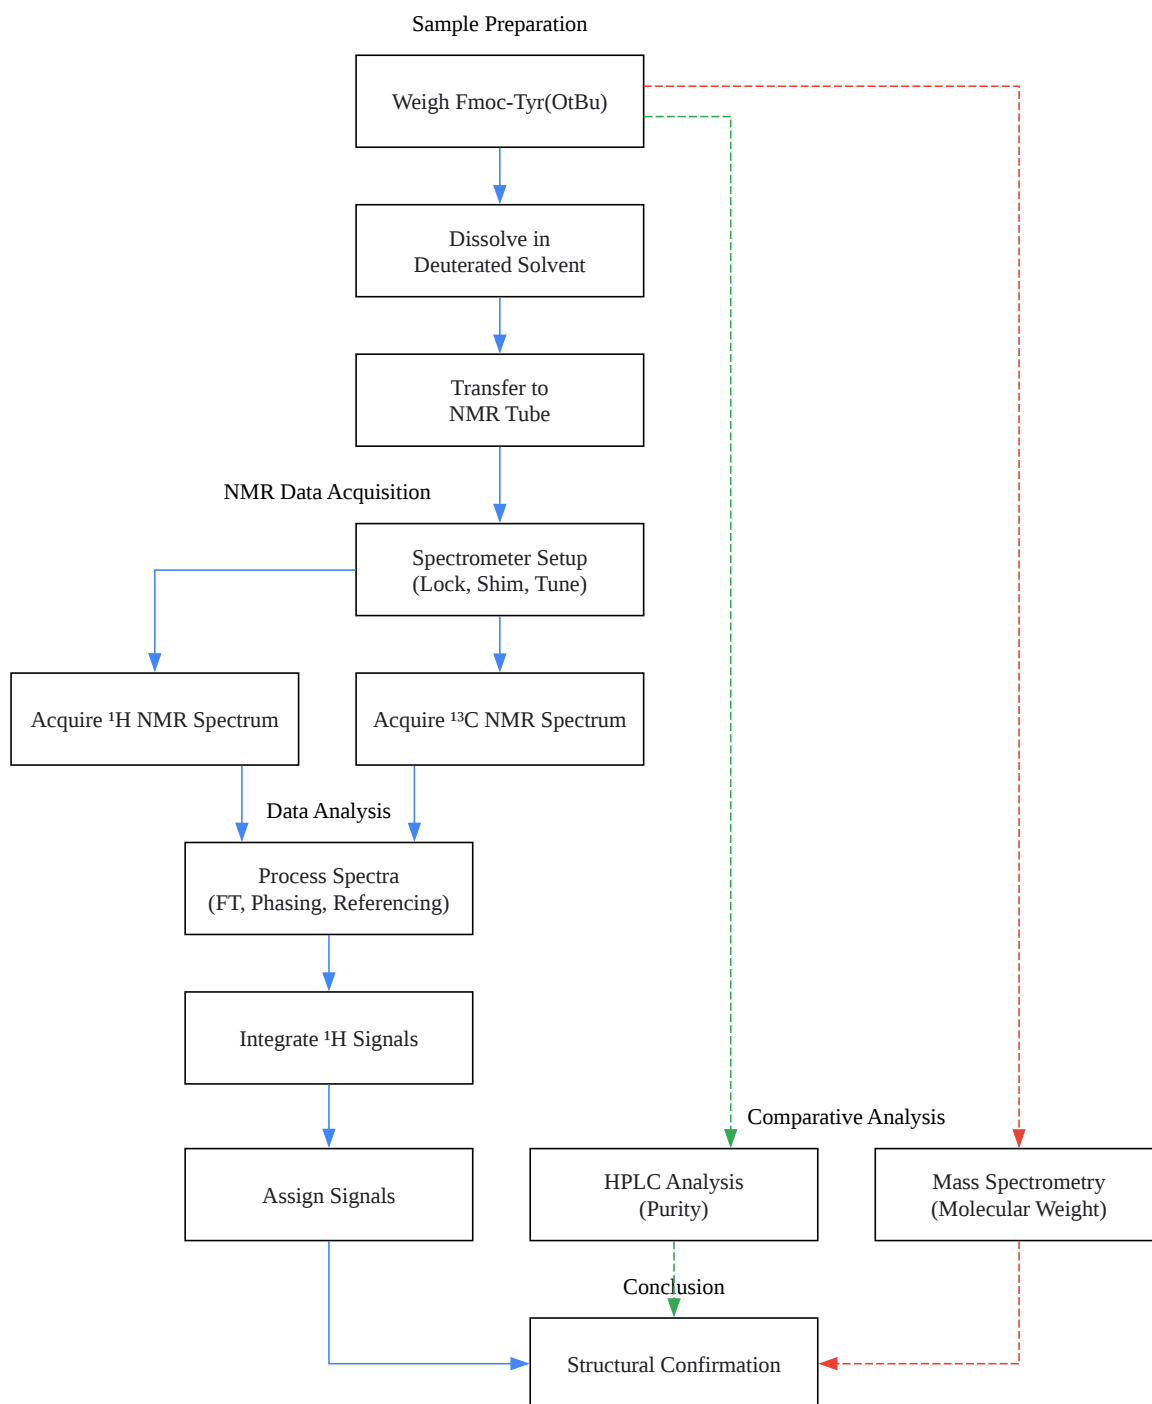 Sample Preparation
Weigh Fmoc-Tyr(OtBu)
Dissolve in
Deuterated Solvent
Transfer to
NMR Tube
NMR Data Acquisition
Spectrometer Setup
(Lock, Shim, Tune)
Acquire ¹H NMR Spectrum
Acquire ¹³C NMR Spectrum
Data Analysis
Process Spectra
(FT, Phasing, Referencing)
Integrate ¹H Signals
Comparative Analysis
Assign Signals
HPLC Analysis
(Purity)
Mass Spectrometry
(Molecular Weight)
Conclusion
Structural Confirmation